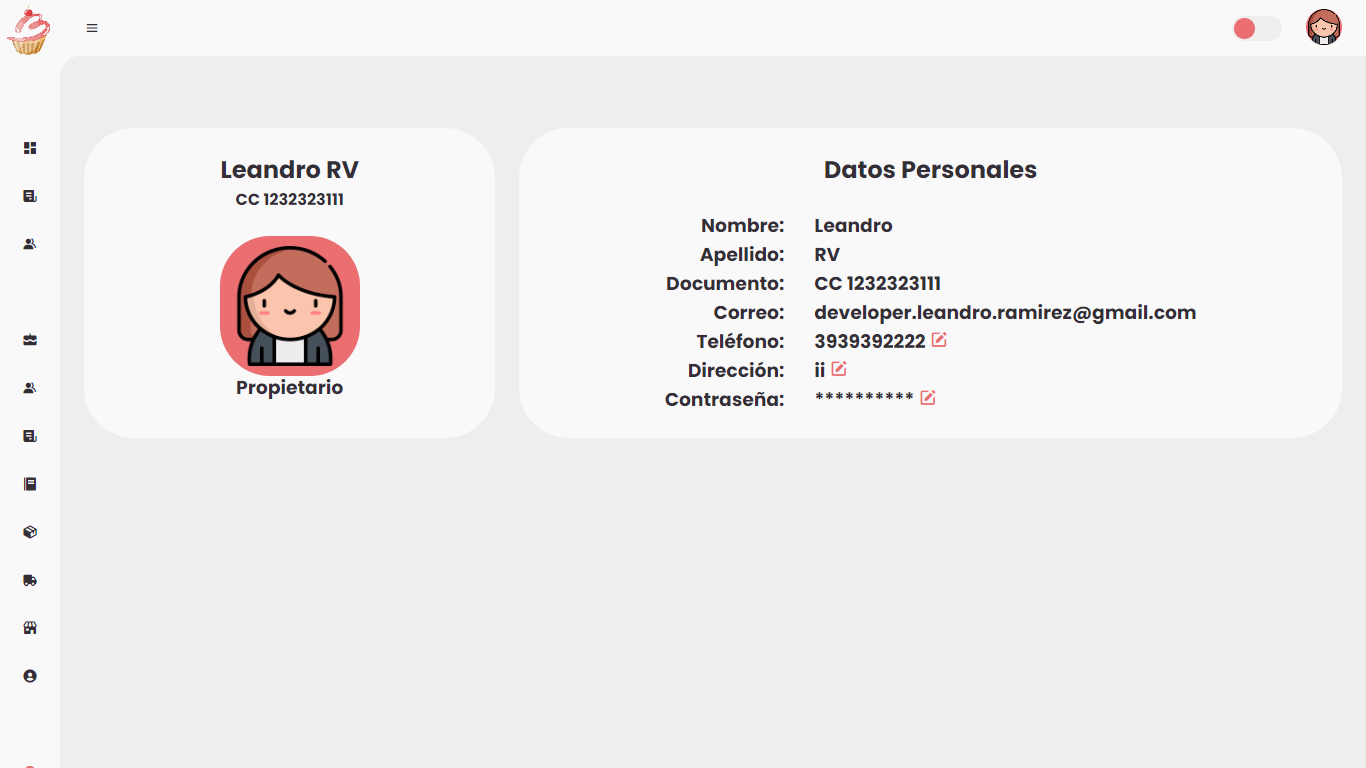 Leandro RV
CC 1232323111
Propietario
Datos Personales
Nombre: Leandro
Apellido: RV
Documento: CC 1232323111
Correo: developer.leandro.ramirez@gmail.com
Teléfono: 3939392222
Dirección: ii
Contraseña: **********